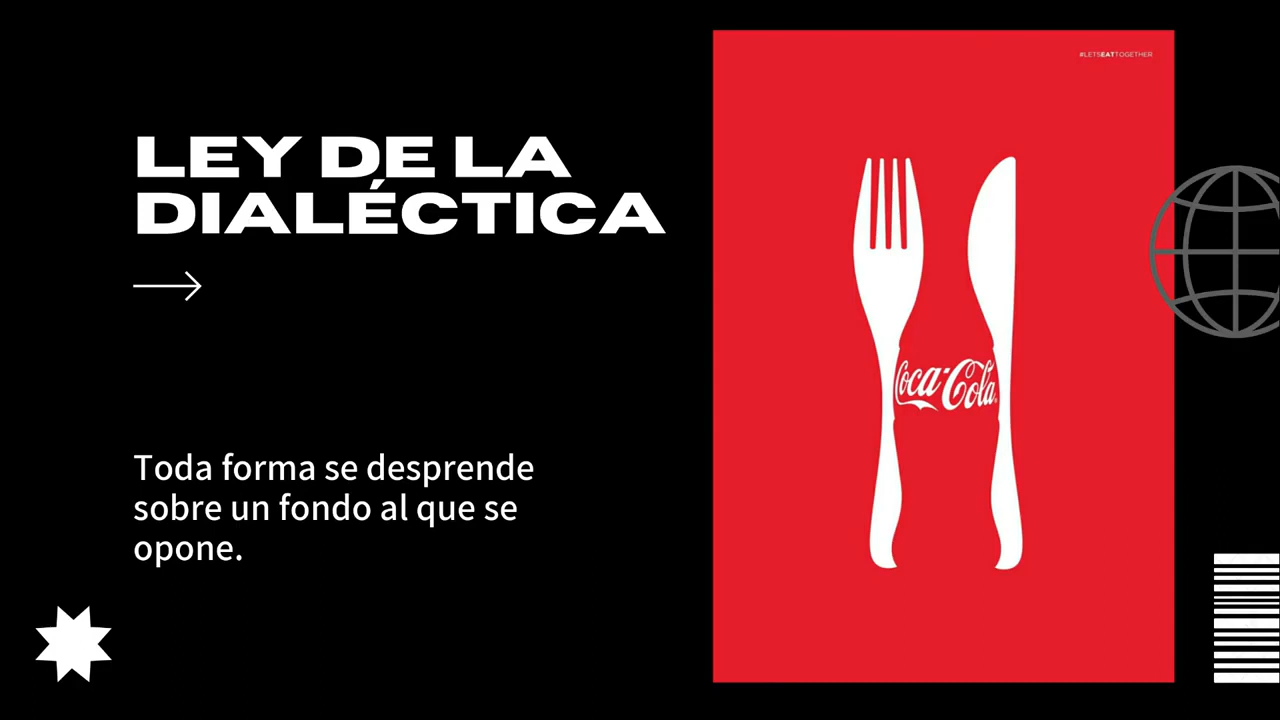 LEY DE LA
DIALÉCTICA
Toda forma se desprende
sobre un fondo al que se
opone.
#LETSEATTOGETHER
Coca-Cola